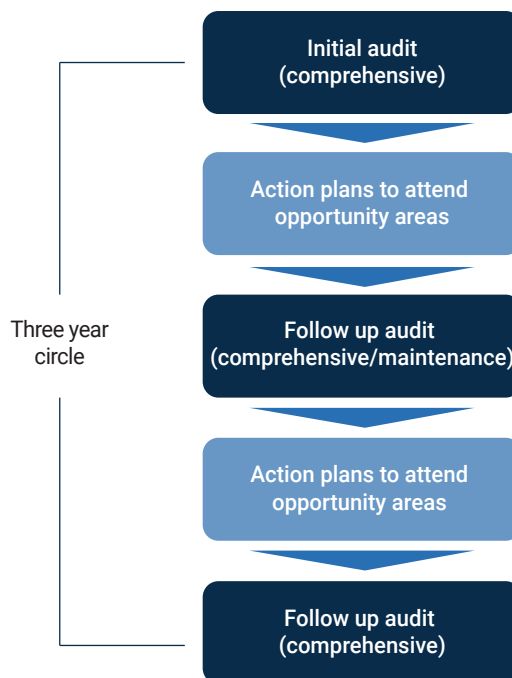 Initial audit
(comprehensive)
Action plans to attend
opportunity areas
Three year
circle
Follow up audit
(comprehensive/maintenance)
Action plans to attend
opportunity areas
Follow up audit
(comprehensive)